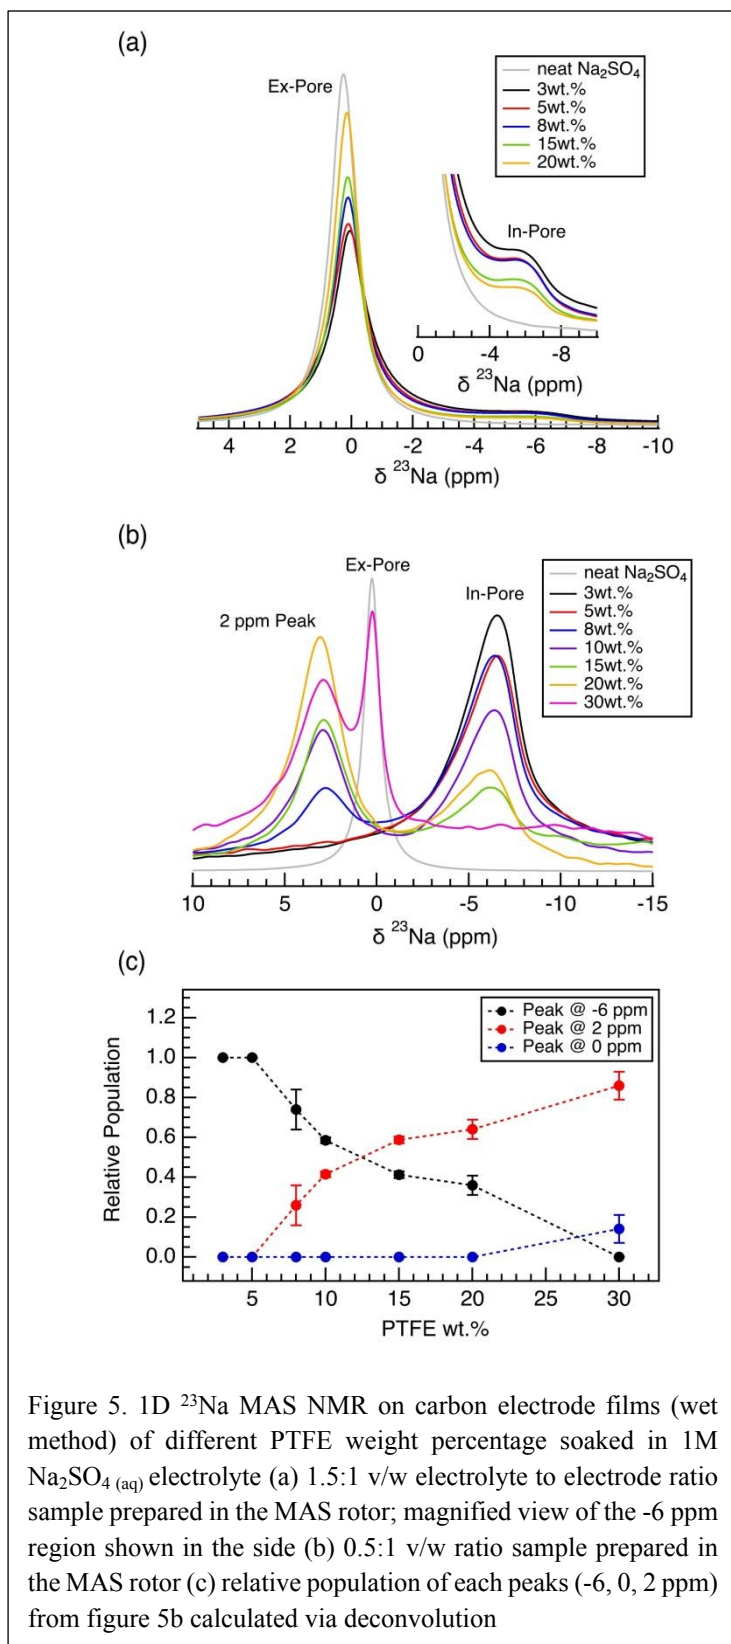 (a)
Ex-Pore
neat Na₂SO₄
3wt.%
5wt.%
8wt.%
15wt.%
20wt.%
In-Pore
0 -4 -8
δ ²³Na (ppm)
4 2 0 -2 -4 -6 -8 -10
δ ²³Na (ppm)
(b)
Ex-Pore
2 ppm Peak
In-Pore
neat Na₂SO₄
3wt.%
5wt.%
8wt.%
10wt.%
15wt.%
20wt.%
30wt.%
10 5 0 -5 -10 -15
δ ²³Na (ppm)
(c)
Peak @ -6 ppm
Peak @ 2 ppm
Peak @ 0 ppm
1.2
1.0
0.8
0.6
0.4
0.2
0.0
Relative Population
5 10 15 20 25 30
PTFE wt.%
Figure 5. 1D ²³Na MAS NMR on carbon electrode films (wet
method) of different PTFE weight percentage soaked in 1M
Na₂SO₄ (aq) electrolyte (a) 1.5:1 v/w electrolyte to electrode ratio
sample prepared in the MAS rotor; magnified view of the -6 ppm
region shown in the side (b) 0.5:1 v/w ratio sample prepared in
the MAS rotor (c) relative population of each peaks (-6, 0, 2 ppm)
from figure 5b calculated via deconvolution